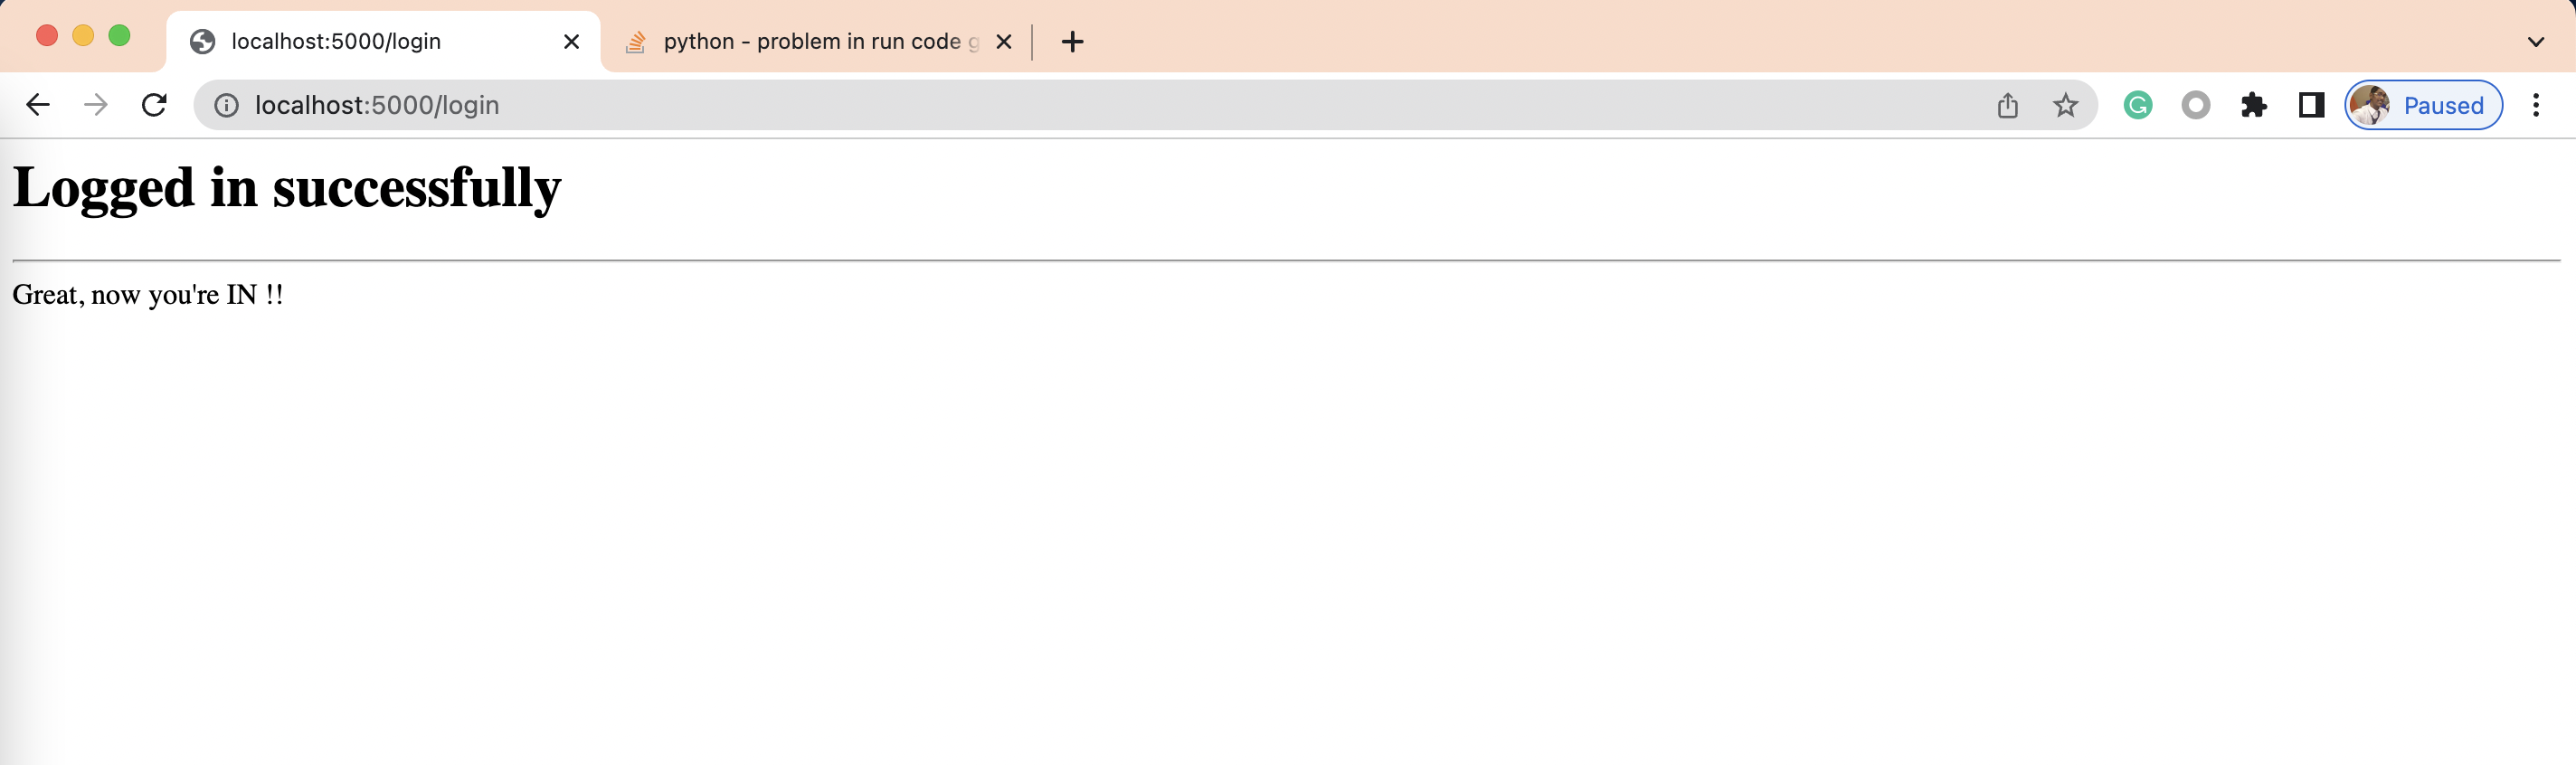 localhost:5000/login
python - problem in run code g
localhost:5000/login
Paused
Logged in successfully
Great, now you're IN !!